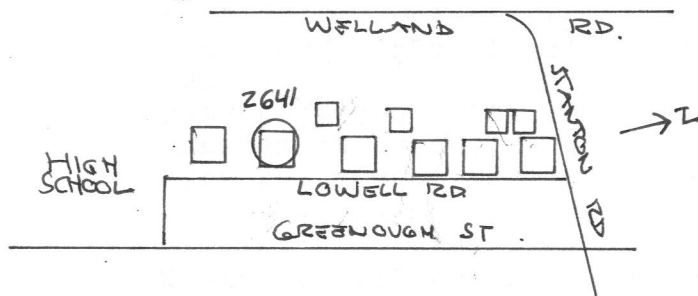 WELLAND RD.
2641
STANTON RD
N
HIGH
SCHOOL
LOWELL RD
GREENOUGH ST.